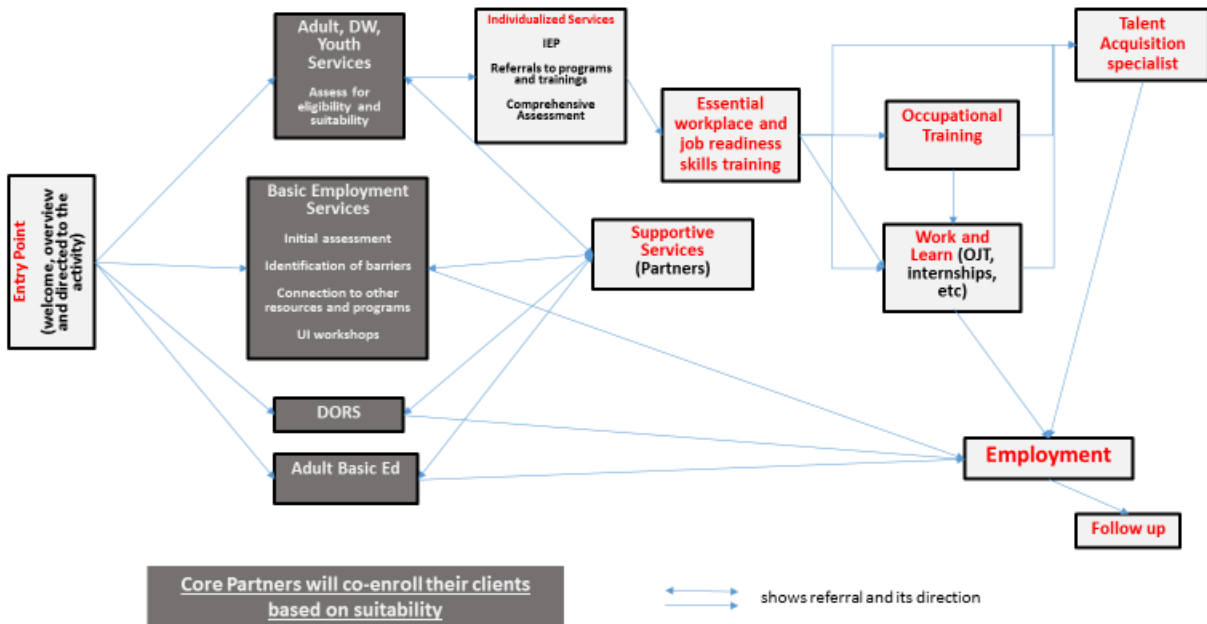 Entry Point
(welcome, overview
and directed to the
activity)
Adult, DW,
Youth
Services
Assess for
eligibility and
suitability
Basic Employment
Services
Initial assessment
Identification of barriers
Connection to other
resources and programs
UI workshops
DORS
Adult Basic Ed
Individualized Services
IEP
Referrals to programs
and trainings
Comprehensive
Assessment
Supportive
Services
(Partners)
Essential
workplace and
job readiness
skills training
Occupational
Training
Work and
Learn (OJT,
internships,
etc)
Talent
Acquisition
specialist
Employment
Follow up
Core Partners will co-enroll their clients
based on suitability
shows referral and its direction